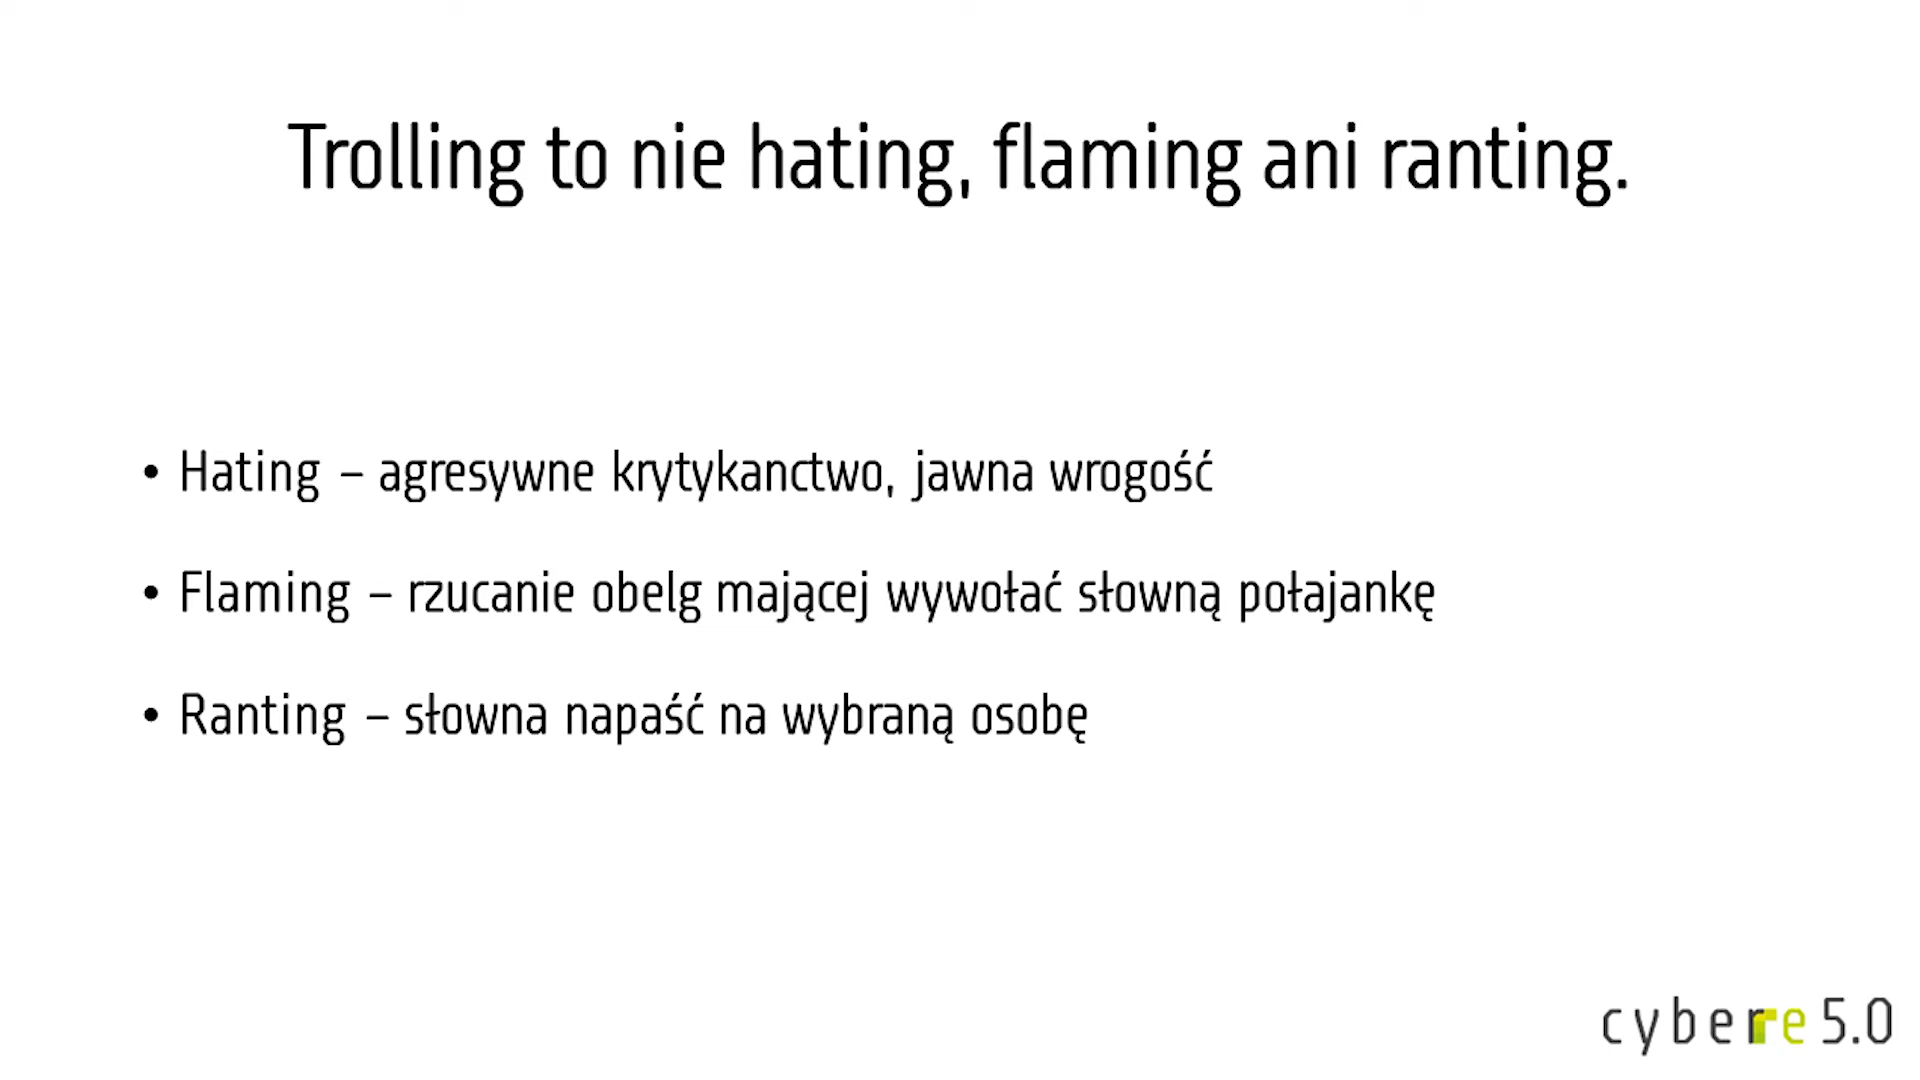 Trolling to nie hating, flaming ani ranting.
• Hating – agresywne krytykanctwo, jawna wrogość
• Flaming – rzucanie obelg mającej wywołać słowną połajankę
• Ranting – słowna napaść na wybraną osobę
cyberre 5.0